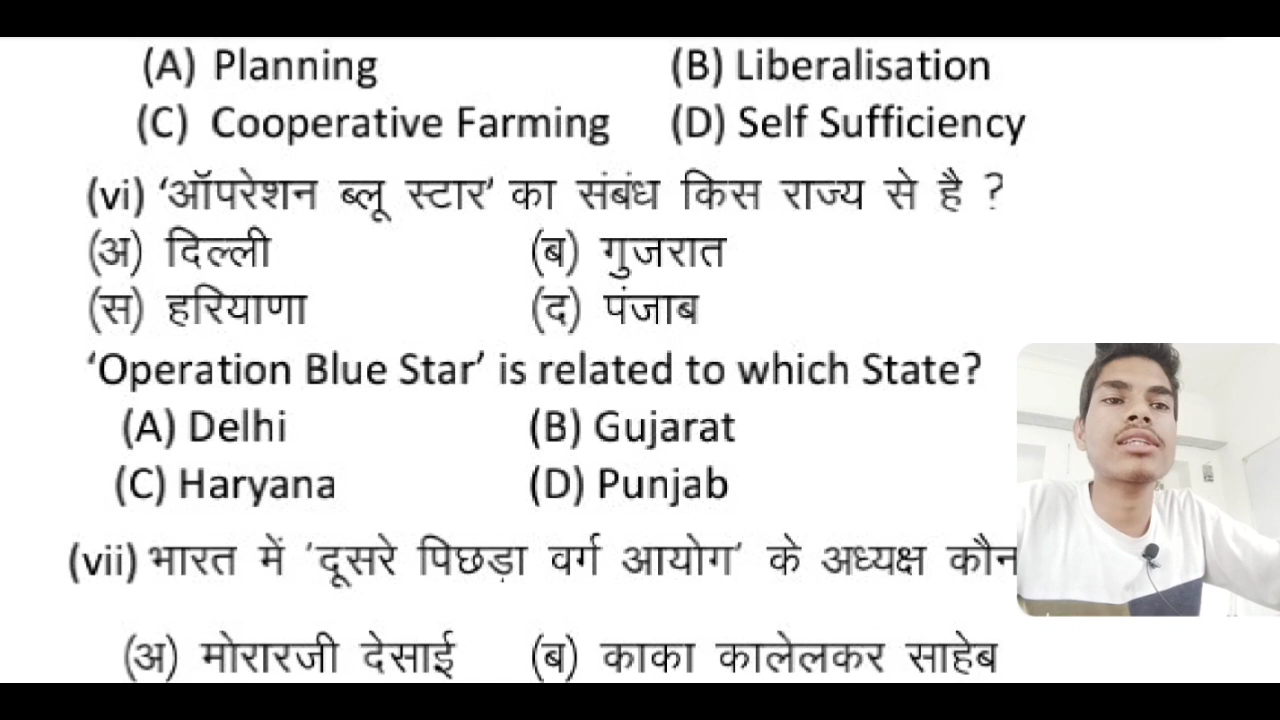 (A) Planning (B) Liberalisation
(C) Cooperative Farming (D) Self Sufficiency
(vi) ‘ऑपरेशन ब्लू स्टार’ का संबंध किस राज्य से है ?
(अ) दिल्ली (ब) गुजरात
(स) हरियाणा (द) पंजाब
‘Operation Blue Star’ is related to which State?
(A) Delhi (B) Gujarat
(C) Haryana (D) Punjab
(vii) भारत में ’दूसरे पिछड़ा वर्ग आयोग’ के अध्यक्ष कौन
(अ) मोरारजी देसाई (ब) काका कालेलकर साहेब